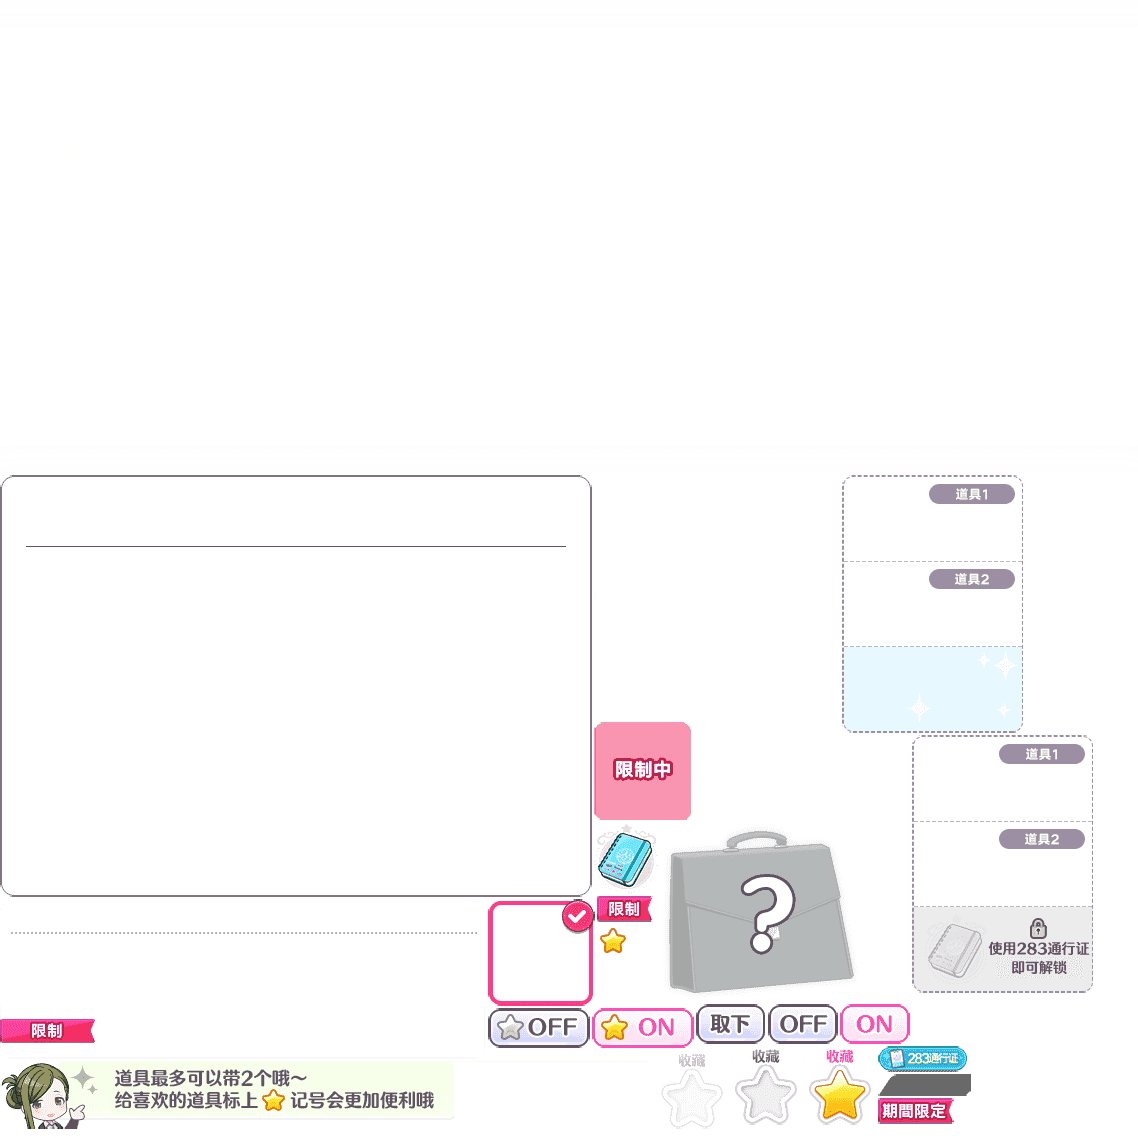 道具1
道具2
限制中
道具1
道具2
?
限制
使用283通行证
即可解锁
OFF
ON
取下
OFF
ON
限制
收藏
收藏
收藏
283通行证
道具最多可以带2个哦～
给喜欢的道具标上
记号会更加便利哦
期間限定